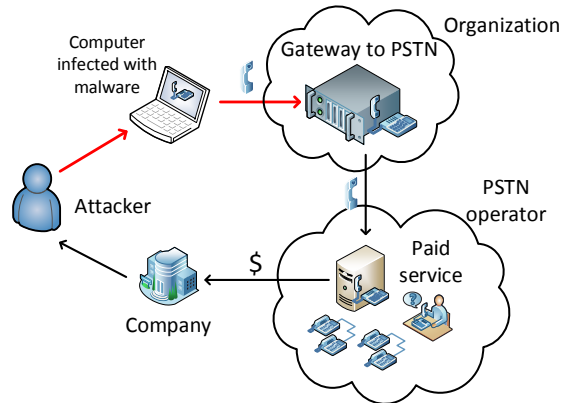 Organization
Computer
infected with
malware
Gateway to PSTN
Attacker
PSTN
operator
Paid
service
$
Company
?